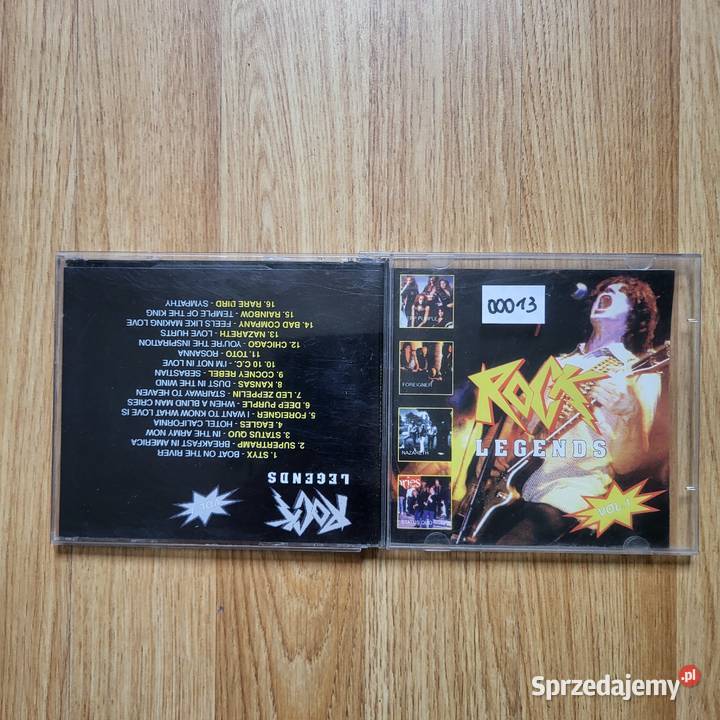 ROCK
LEGENDS
1. STYX - BOAT ON THE RIVER
2. SUPERTRAMP - BREAKFAST IN AMERICA
3. STATUS QUO - IN THE ARMY NOW
4. EAGLES - HOTEL CALIFORNIA
5. FOREIGNER - I WANT TO KNOW WHAT LOVE IS
6. DEEP PURPLE - WHEN A BLIND MAN CRIES
7. LED ZEPPELIN - STAIRWAY TO HEAVEN
8. KANSAS - DUST IN THE WIND
9. COCNEY REBEL - SEBASTIAN
10. 10 C.C. - I'M NOT IN LOVE
11. TOTO - ROSANNA
12. CHICAGO - YOU'RE THE INSPIRATION
13. NAZARETH - LOVE HURTS
14. BAD COMPANY - FEELS LIKE MAKING LOVE
15. RAINBOW - TEMPLE OF THE KING
16. RARE DIRD - SYMPATHY
00013
PURPLE
FOREIGNER
NAZARETH
ories
STATUS QUO
ROCK
LEGENDS
VOL.1
Sprzedajemy.pl